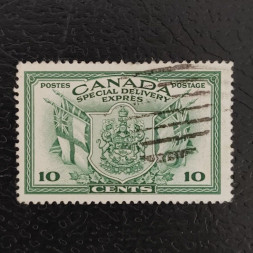 CANADA
POSTES SPECIAL DELIVERY POSTAGE
EXPRES
10 CENTS 10